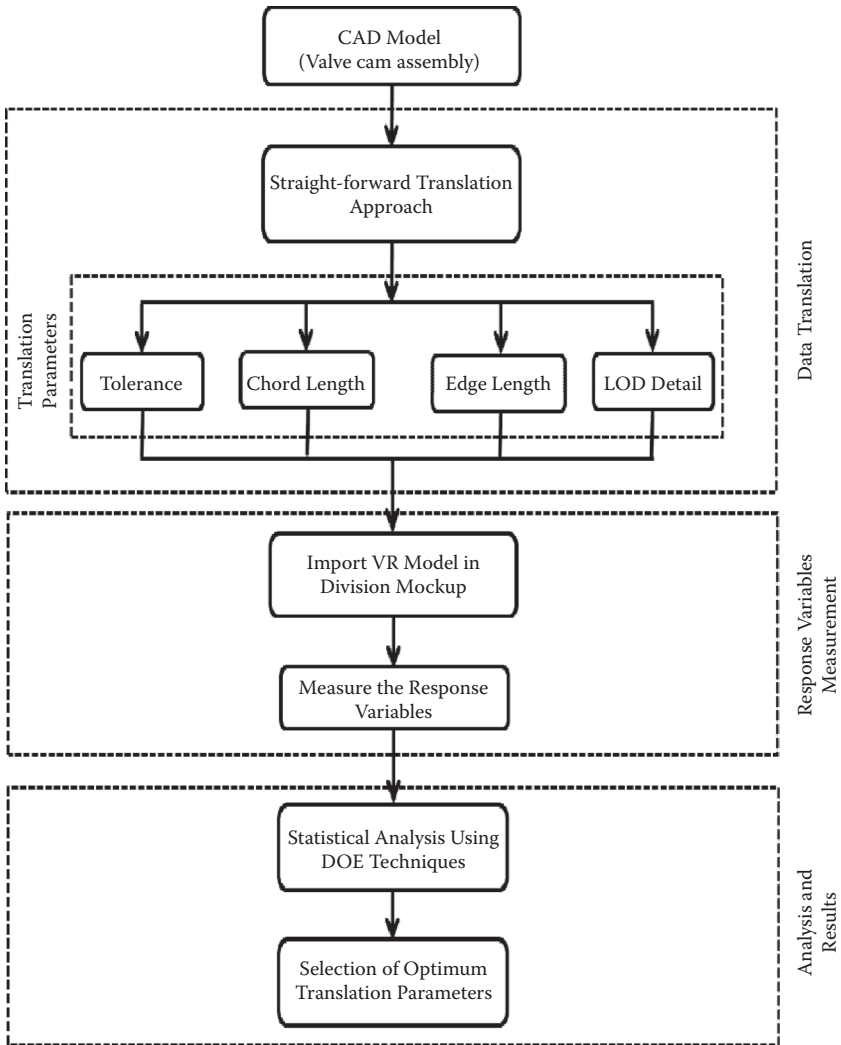 CAD Model
(Valve cam assembly)
Straight-forward Translation
Approach
Data Translation
Translation
Parameters
Tolerance
Chord Length
Edge Length
LOD Detail
Import VR Model in
Division Mockup
Measure the Response
Variables
Response Variables
Measurement
Statistical Analysis Using
DOE Techniques
Selection of Optimum
Translation Parameters
Analysis and
Results